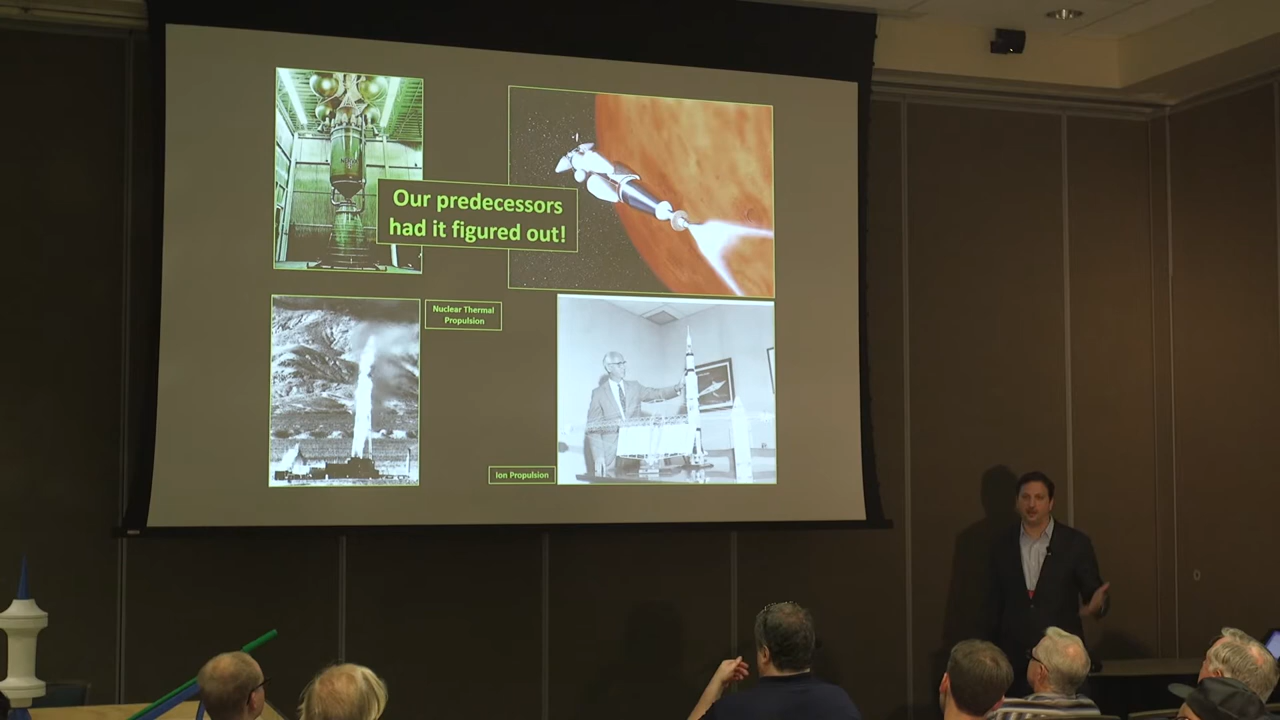 Our predecessors
had it figured out!
Nuclear Thermal
Propulsion
Ion Propulsion